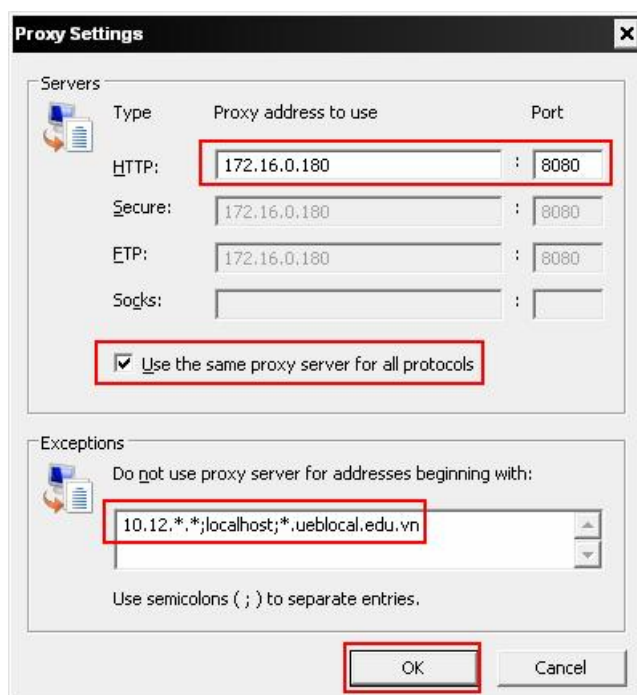 Proxy Settings
Servers
Type Proxy address to use Port
HTTP: 172.16.0.180 : 8080
Secure: 172.16.0.180 : 8080
FTP: 172.16.0.180 : 8080
Socks: :
Use the same proxy server for all protocols
Exceptions
Do not use proxy server for addresses beginning with:
10.12.*.*;localhost;*.ueblocal.edu.vn
Use semicolons ( ; ) to separate entries.
OK Cancel